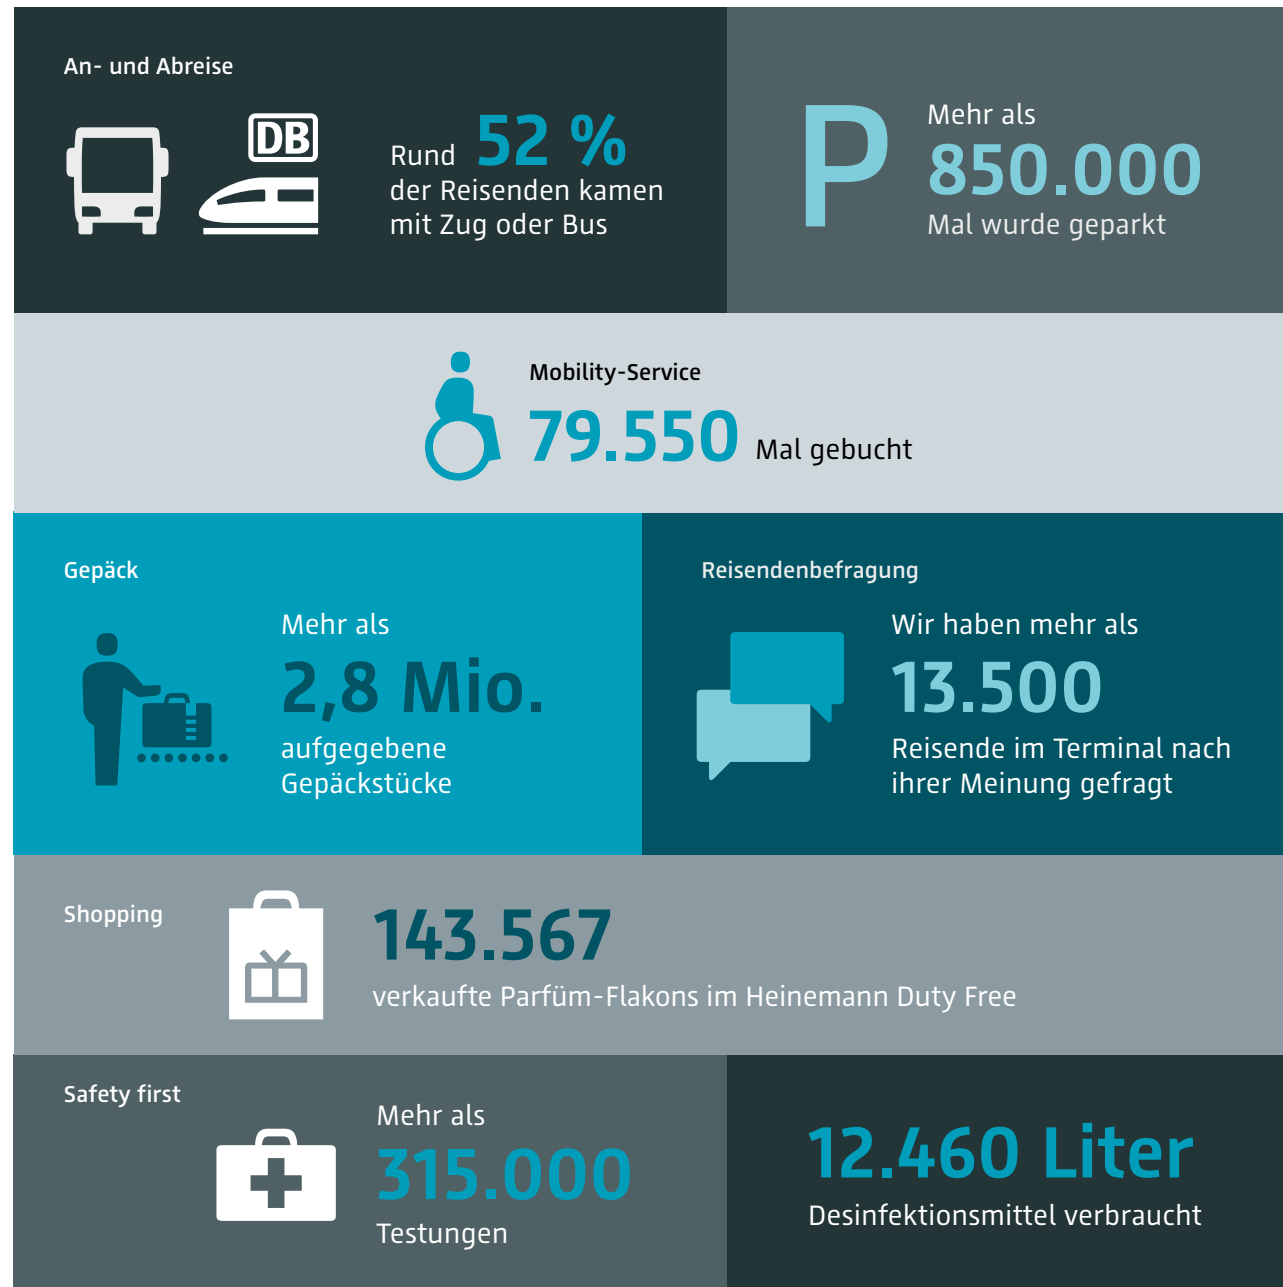 An- und Abreise
DB
Rund 52 %
der Reisenden kamen
mit Zug oder Bus
P
Mehr als
850.000
Mal wurde geparkt
Mobility-Service
79.550 Mal gebucht
Gepäck
Mehr als
2,8 Mio.
aufgegebene
Gepäckstücke
Reisendenbefragung
Wir haben mehr als
13.500
Reisende im Terminal nach
ihrer Meinung gefragt
Shopping
143.567
verkaufte Parfüm-Flakons im Heinemann Duty Free
Safety first
Mehr als
315.000
Testungen
12.460 Liter
Desinfektionsmittel verbraucht